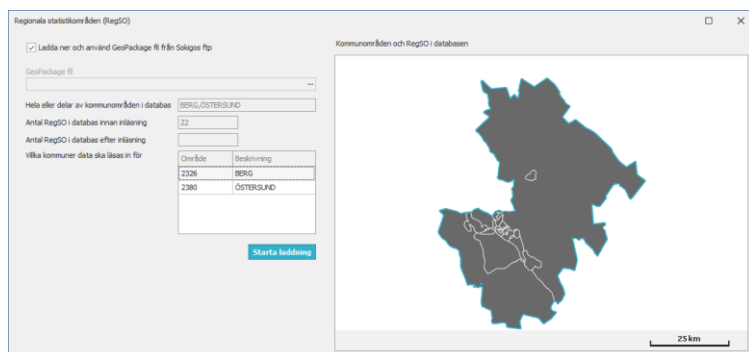 Regionala statistikområden (RegSO)
Ladda ner och använd GeoPackage fil från Sokigos ftp
Kommunområden och RegSO i databasen
GeoPackage fil
...
Hela eller delar av kommunområden i databas
BERG,ÖSTERSUND
Antal RegSO i databas innan inläsning
22
Antal RegSO i databas efter inläsning
Vilka kommuner data ska läsas in för
Område Beskrivning
2326 BERG
2380 ÖSTERSUND
Starta laddning
25 km